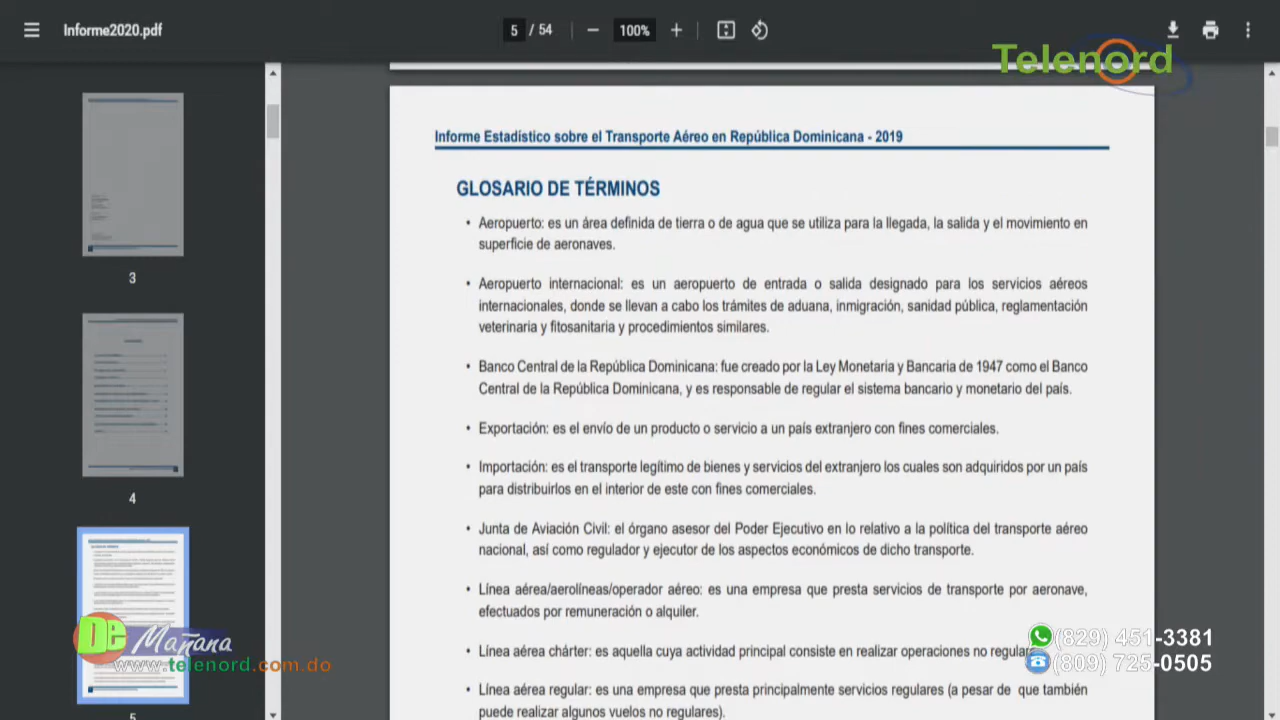 Informe2020.pdf
5 / 54
100%
Telenord
Informe Estadístico sobre el Transporte Aéreo en República Dominicana - 2019
GLOSARIO DE TÉRMINOS
• Aeropuerto: es un área definida de tierra o de agua que se utiliza para la llegada, la salida y el movimiento en
superficie de aeronaves.
• Aeropuerto internacional: es un aeropuerto de entrada o salida designado para los servicios aéreos
internacionales, donde se llevan a cabo los trámites de aduana, inmigración, sanidad pública, reglamentación
veterinaria y fitosanitaria y procedimientos similares.
• Banco Central de la República Dominicana: fue creado por la Ley Monetaria y Bancaria de 1947 como el Banco
Central de la República Dominicana, y es responsable de regular el sistema bancario y monetario del país.
• Exportación: es el envío de un producto o servicio a un país extranjero con fines comerciales.
• Importación: es el transporte legítimo de bienes y servicios del extranjero los cuales son adquiridos por un país
para distribuirlos en el interior de este con fines comerciales.
• Junta de Aviación Civil: el órgano asesor del Poder Ejecutivo en lo relativo a la política del transporte aéreo
nacional, así como regulador y ejecutor de los aspectos económicos de dicho transporte.
• Línea aérea/aerolíneas/operador aéreo: es una empresa que presta servicios de transporte por aeronave,
efectuados por remuneración o alquiler.
• Línea aérea chárter: es aquella cuya actividad principal consiste en realizar operaciones no
• Línea aérea regular: es una empresa que presta principalmente servicios regulares (a pesar de que también
puede realizar algunos vuelos no regulares).
3
4
5
De Mañana
www.telenord.com.do
(829) 451-3381
(809) 725-0505